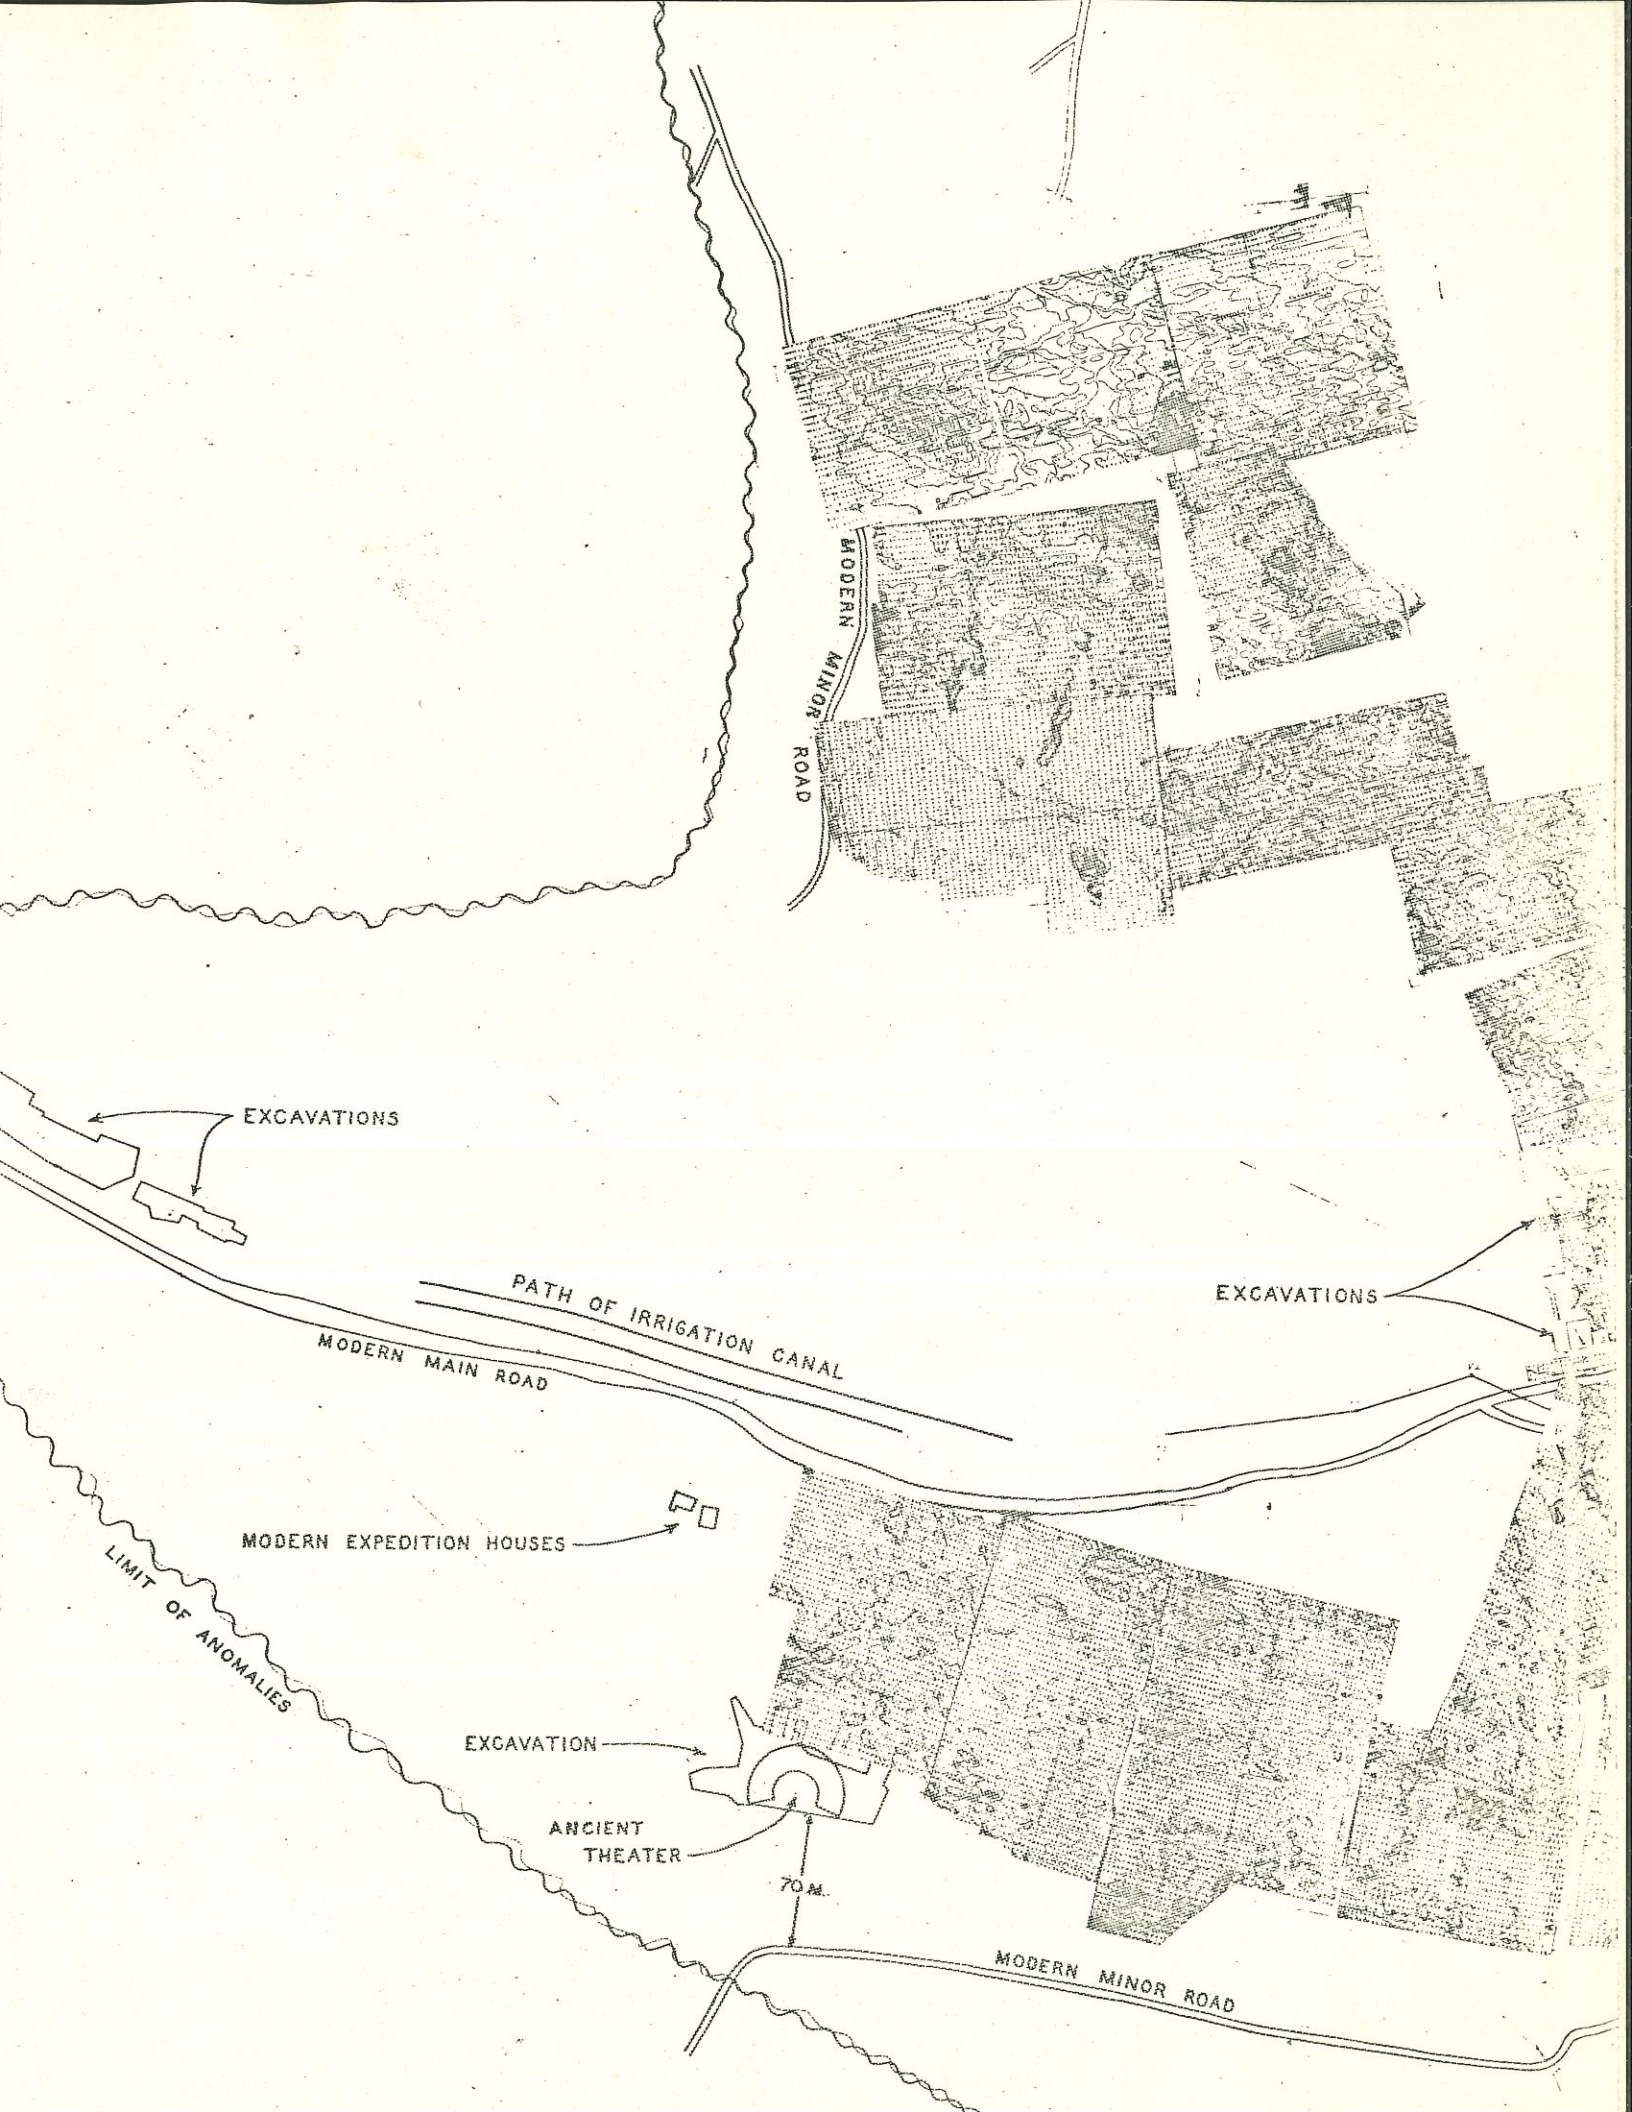 MODERN MINOR ROAD
EXCAVATIONS
EXCAVATIONS
PATH OF IRRIGATION CANAL
MODERN MAIN ROAD
MODERN EXPEDITION HOUSES
LIMIT OF ANOMALIES
EXCAVATION
ANCIENT
THEATER
70 M.
MODERN MINOR ROAD